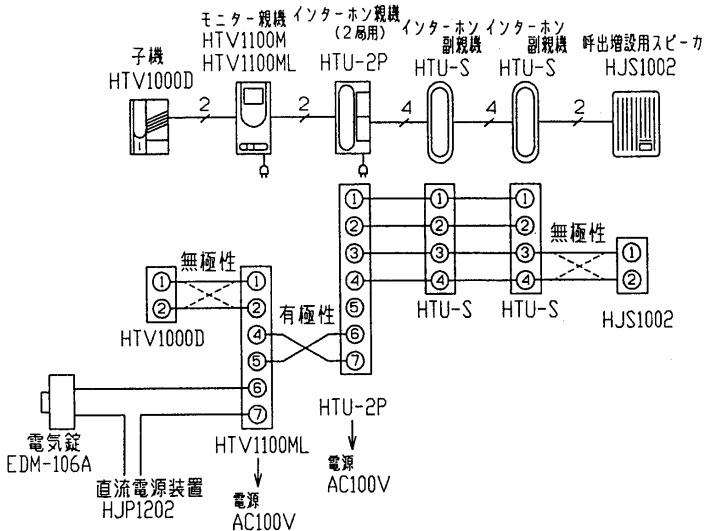 子機
HTV1000D
モニター親機
HTV1100M
HTV1100ML
インターホン親機
(2局用)
HTU-2P
インターホン
副親機
HTU-S
インターホン
副親機
HTU-S
呼出増設用スピーカ
HJS1002
2
2
4
4
2
① ① ①
② ② ②
③ ③ ③
④ ④ ④
⑤
⑥
⑦
無極性
①
②
HJS1002
HTU-S
HTU-S
HTU-2P
電源
AC100V
無極性
①
②
HTV1000D
①
②
④
⑤
⑥
⑦
有極性
HTV1100ML
電源
AC100V
電気錠
EDM-106A
直流電源装置
HJP1202